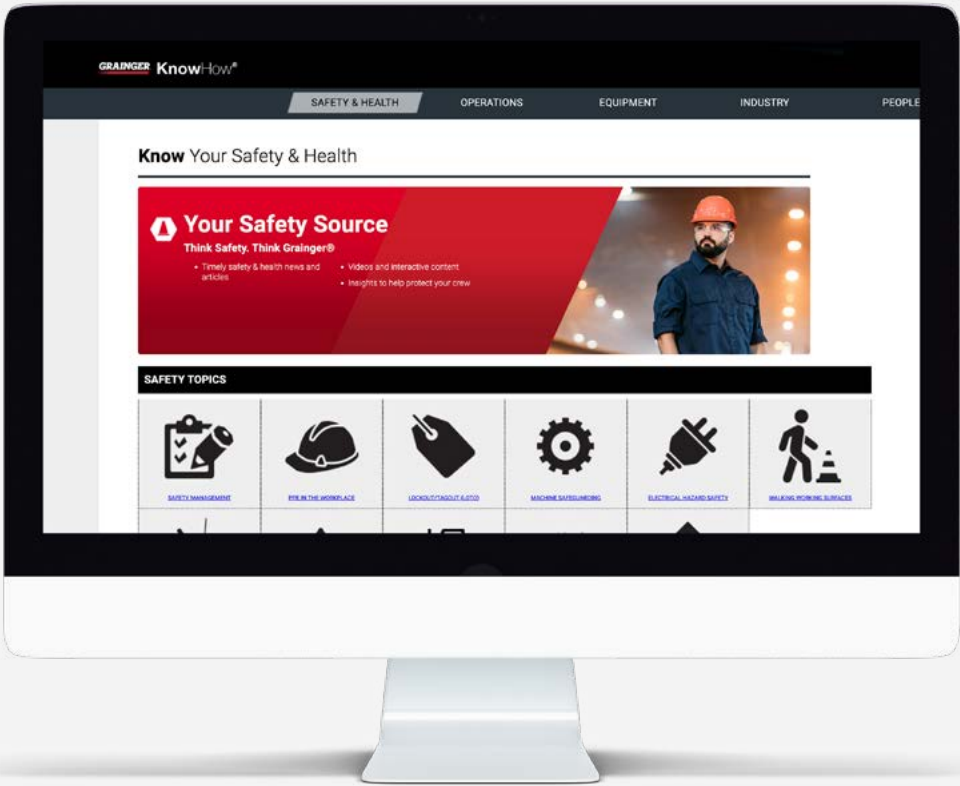 GRAINGER KnowHow®
SAFETY & HEALTH OPERATIONS EQUIPMENT INDUSTRY PEOPLE
Know Your Safety & Health
Your Safety Source
Think Safety. Think Grainger®
• Timely safety & health news and articles
• Videos and interactive content
• Insights to help protect your crew
SAFETY TOPICS
SAFETY MANAGEMENT
PPE IN THE WORKPLACE
LOCKOUT/TAGOUT (LOTO)
MACHINE SAFEGUARDING
ELECTRICAL HAZARD SAFETY
WALKING WORKING SURFACES